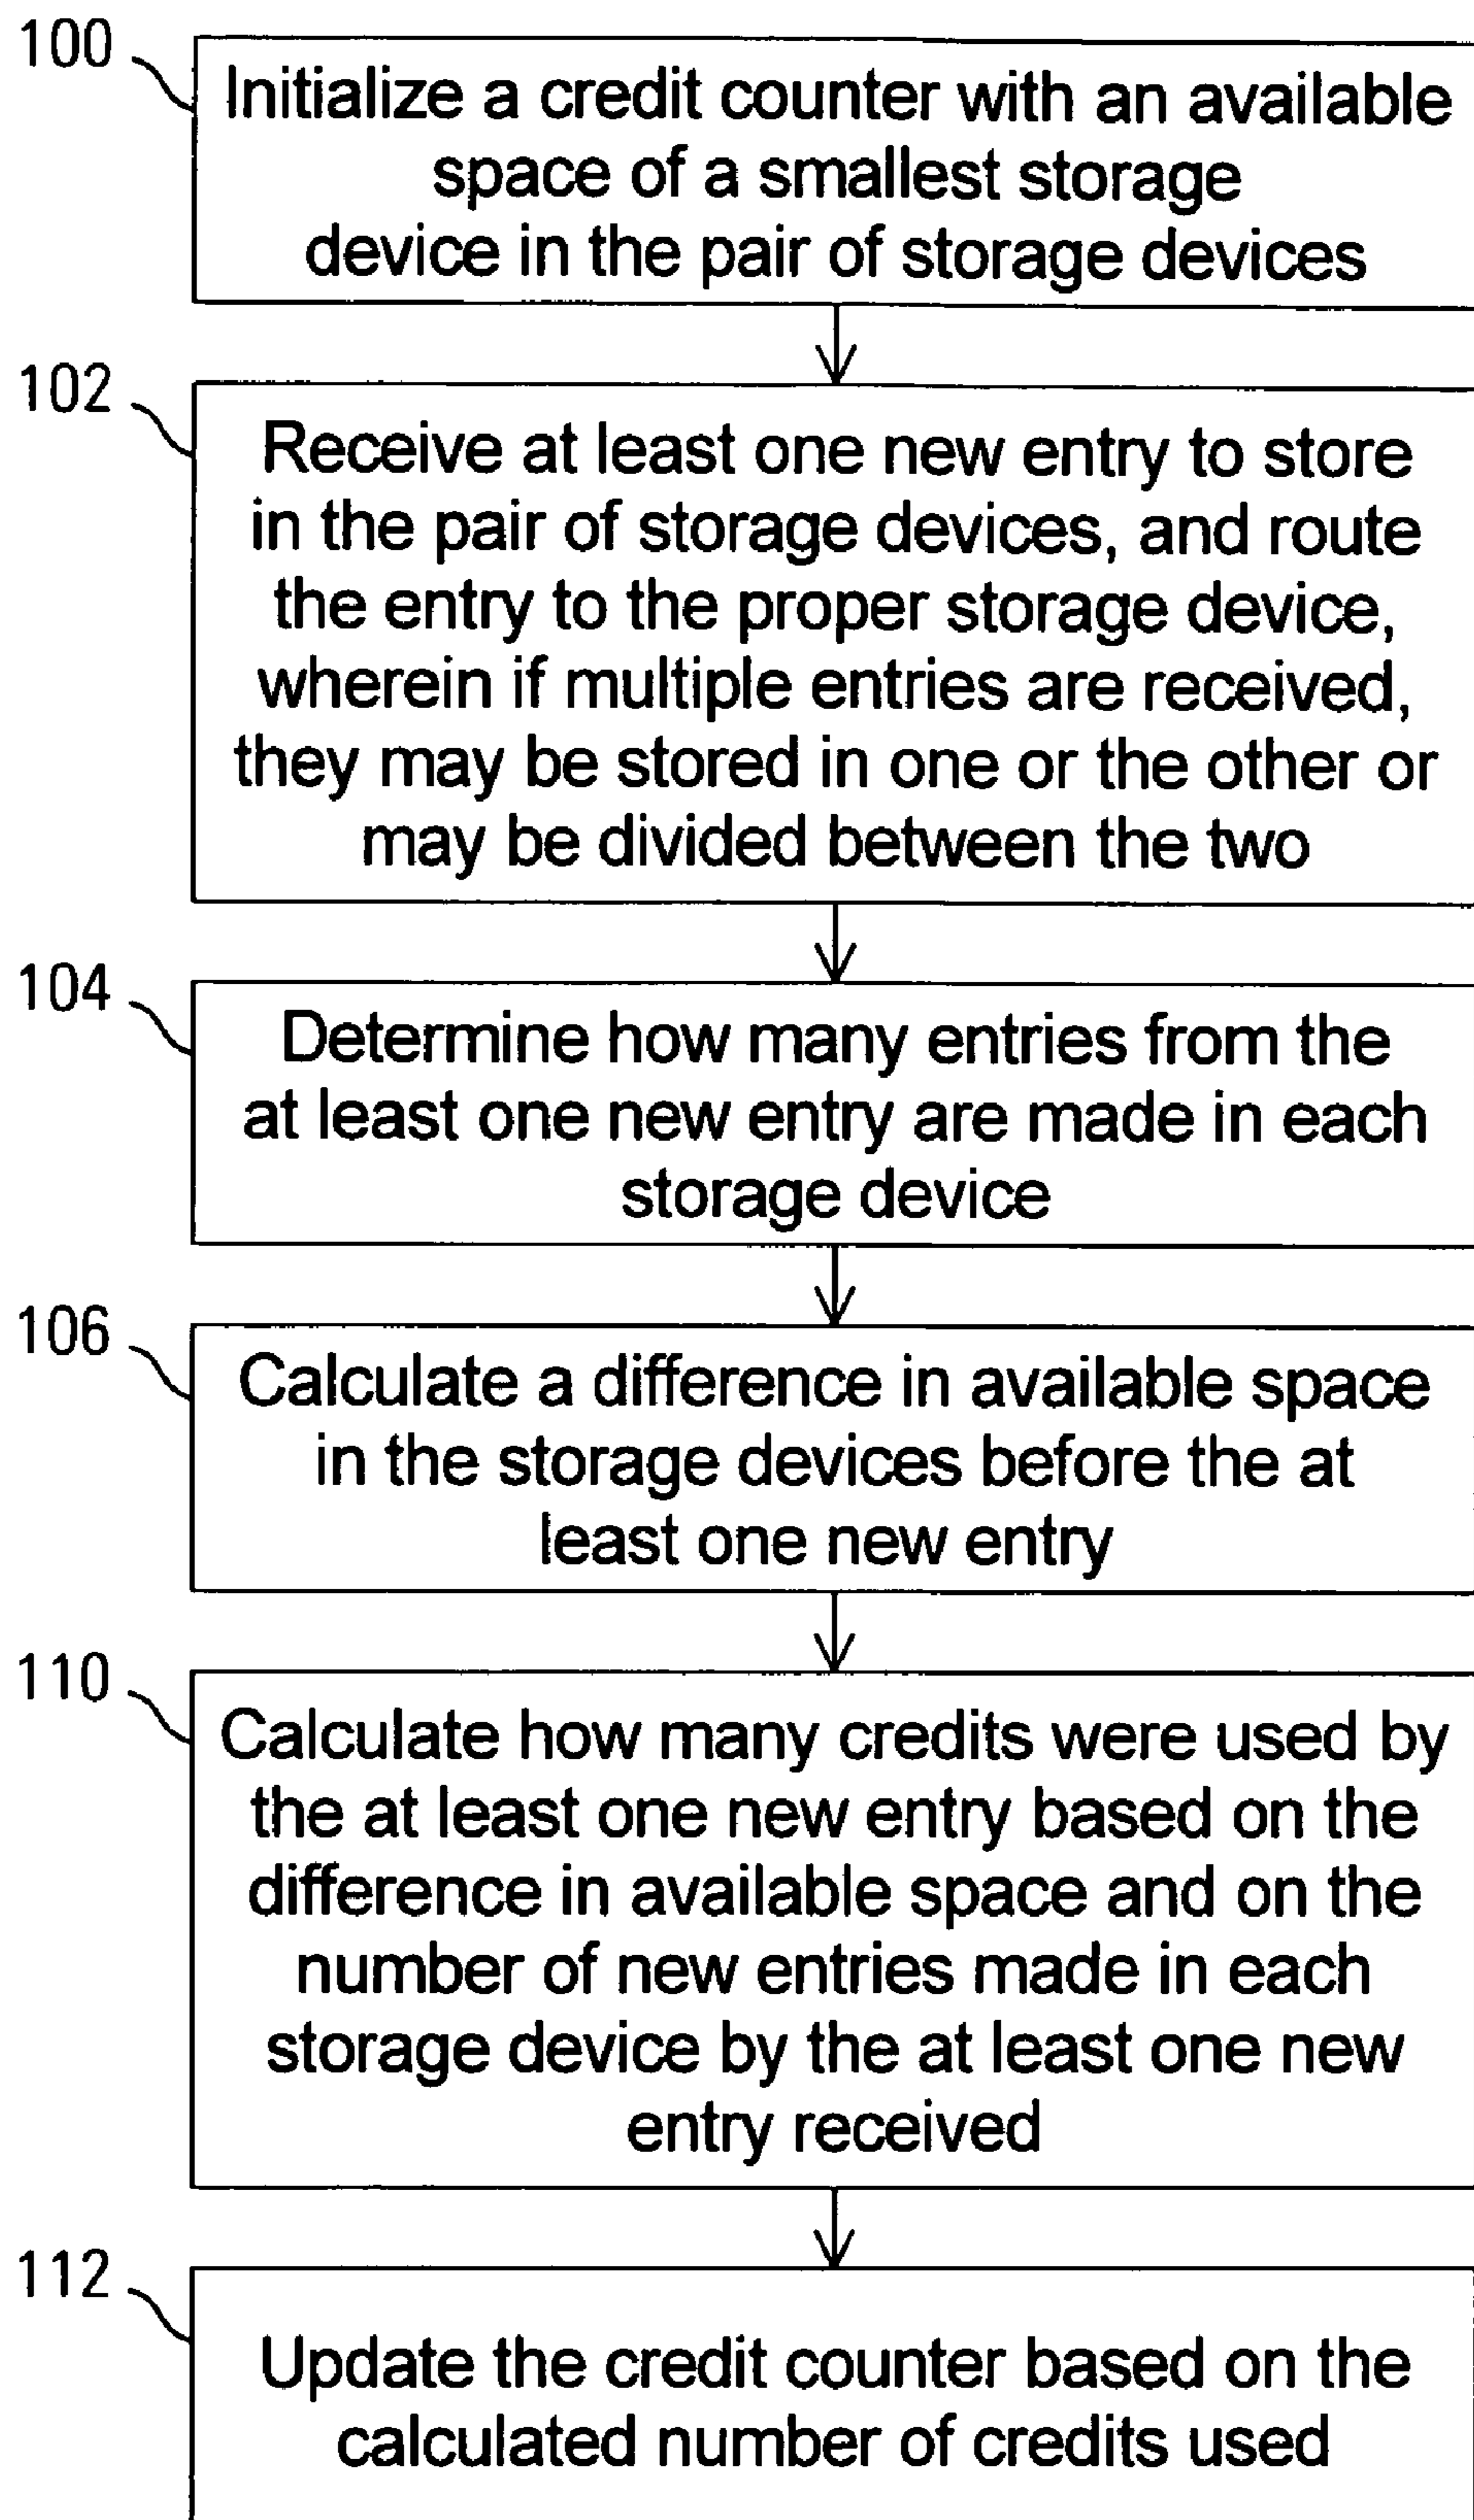 100
Initialize a credit counter with an available
space of a smallest storage
device in the pair of storage devices
102
Receive at least one new entry to store
in the pair of storage devices, and route
the entry to the proper storage device,
wherein if multiple entries are received,
they may be stored in one or the other or
may be divided between the two
104
Determine how many entries from the
at least one new entry are made in each
storage device
106
Calculate a difference in available space
in the storage devices before the at
least one new entry
110
Calculate how many credits were used by
the at least one new entry based on the
difference in available space and on the
number of new entries made in each
storage device by the at least one new
entry received
112
Update the credit counter based on the
calculated number of credits used